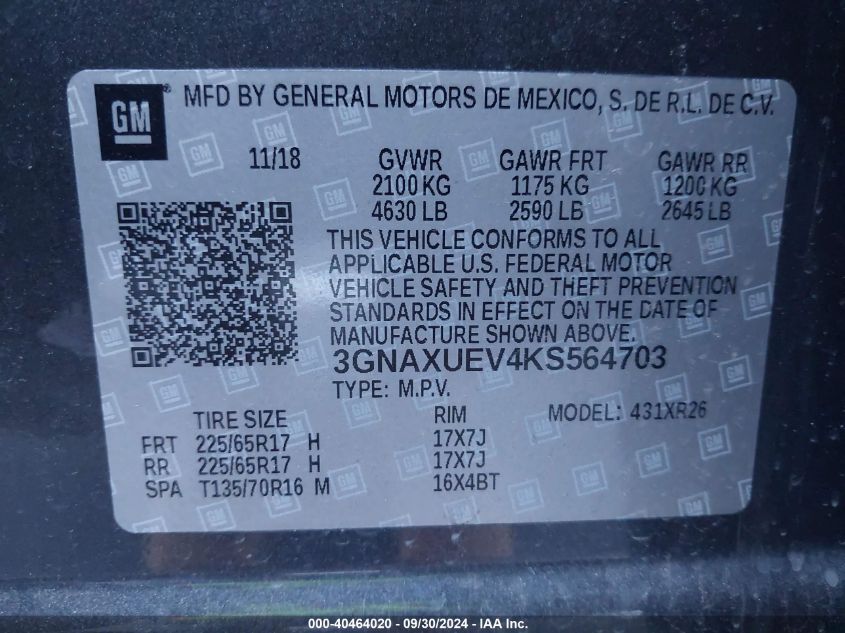 GM MFD BY GENERAL MOTORS DE MEXICO, S. DE R.L. DE C.V.
11/18 GVWR GAWR FRT GAWR RR
2100 KG 1175 KG 1200 KG
4630 LB 2590 LB 2645 LB
THIS VEHICLE CONFORMS TO ALL
APPLICABLE U.S. FEDERAL MOTOR
VEHICLE SAFETY AND THEFT PREVENTION
STANDARDS IN EFFECT ON THE DATE OF
MANUFACTURE SHOWN ABOVE.
3GNAXUEV4KS564703
TYPE: M.P.V.
TIRE SIZE RIM MODEL: 431XR26
FRT 225/65R17 H 17X7J
RR 225/65R17 H 17X7J
SPA T135/70R16 M 16X4BT
000-40464020 - 09/30/2024 - IAA Inc.